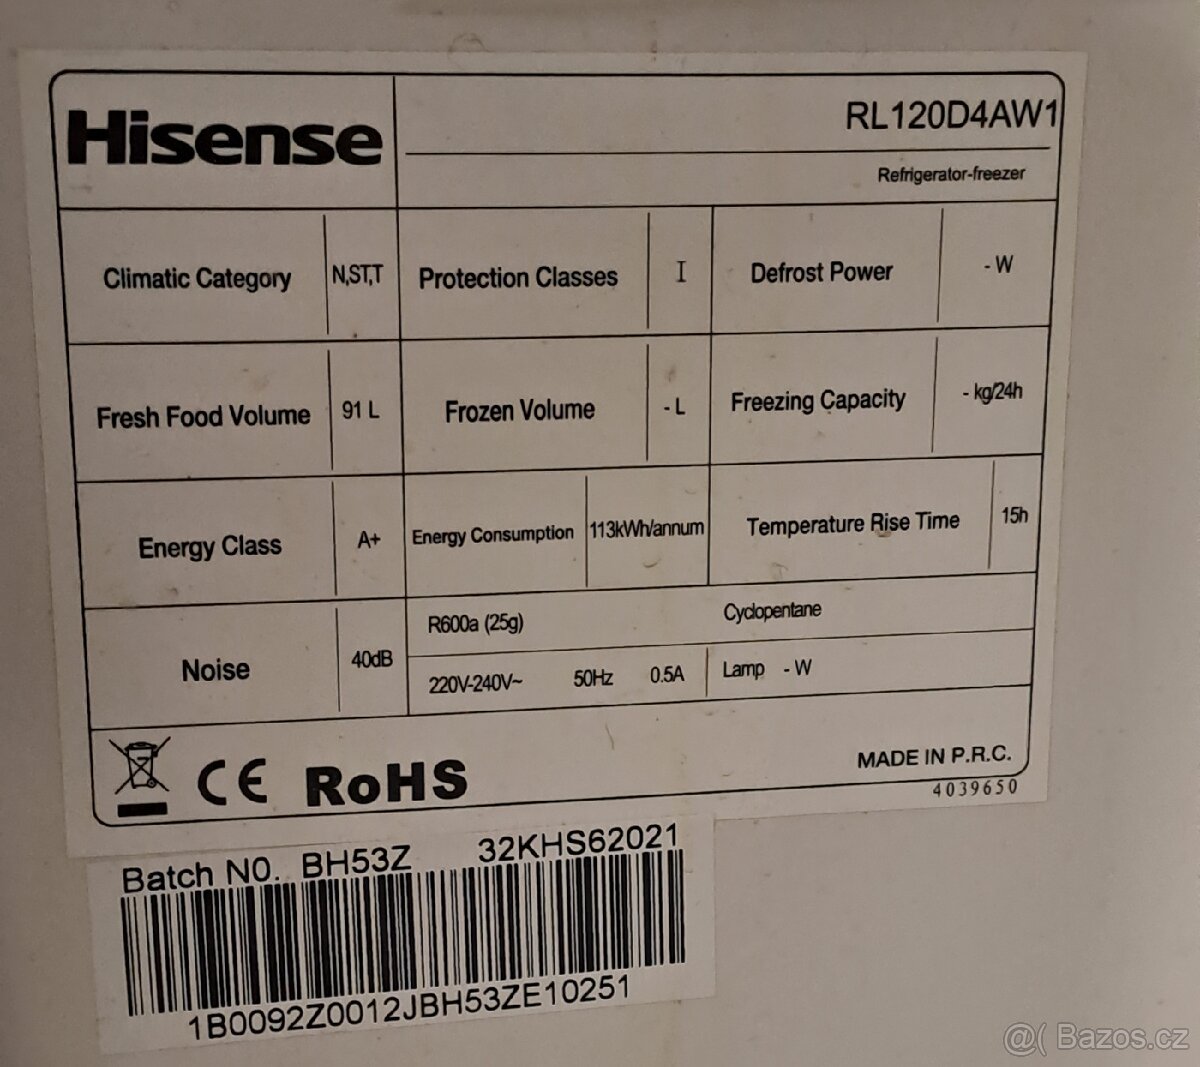 Hisense
RL120D4AW1
Refrigerator-freezer
Climatic Category N,ST,T Protection Classes I Defrost Power - W
Fresh Food Volume 91 L Frozen Volume - L Freezing Capacity - kg/24h
Energy Class A+ Energy Consumption 113kWh/annum Temperature Rise Time 15h
Noise 40dB
R600a (25g) Cyclopentane
220V-240V~ 50Hz 0.5A Lamp - W
CE RoHS
MADE IN P.R.C.
4039650
Batch NO. BH53Z 32KHS62021
1B0092Z0012JBH53ZE10251
@( Bazos.cz